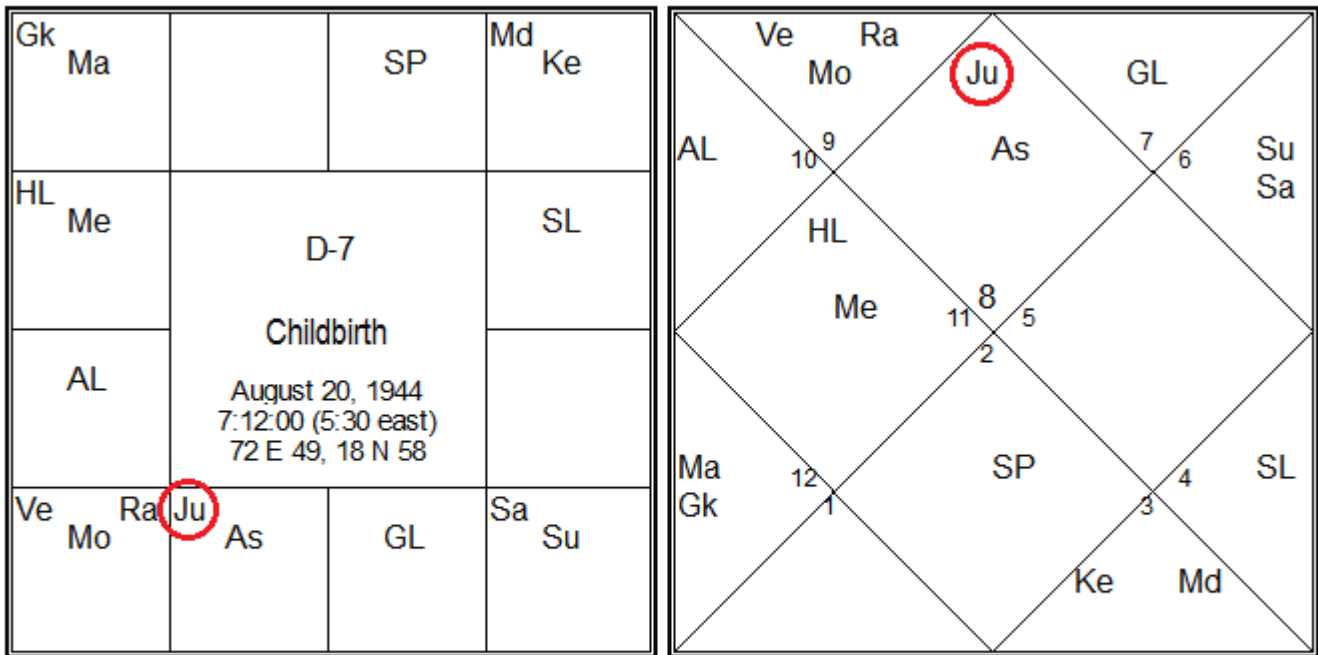 Gk
Ma
SP
Md
Ke
HL
Me
SL
D-7
Childbirth
August 20, 1944
7:12:00 (5:30 east)
72 E 49, 18 N 58
AL
Ve Ra
Mo
Ju
As
GL
Sa
Su
Ve Ra
Mo
Ju
GL
AL
10 9
As
7 6
Su
Sa
HL
Me
11 8 5
2
Ma
Gk
12
1
SP
4
3
SL
Ke Md